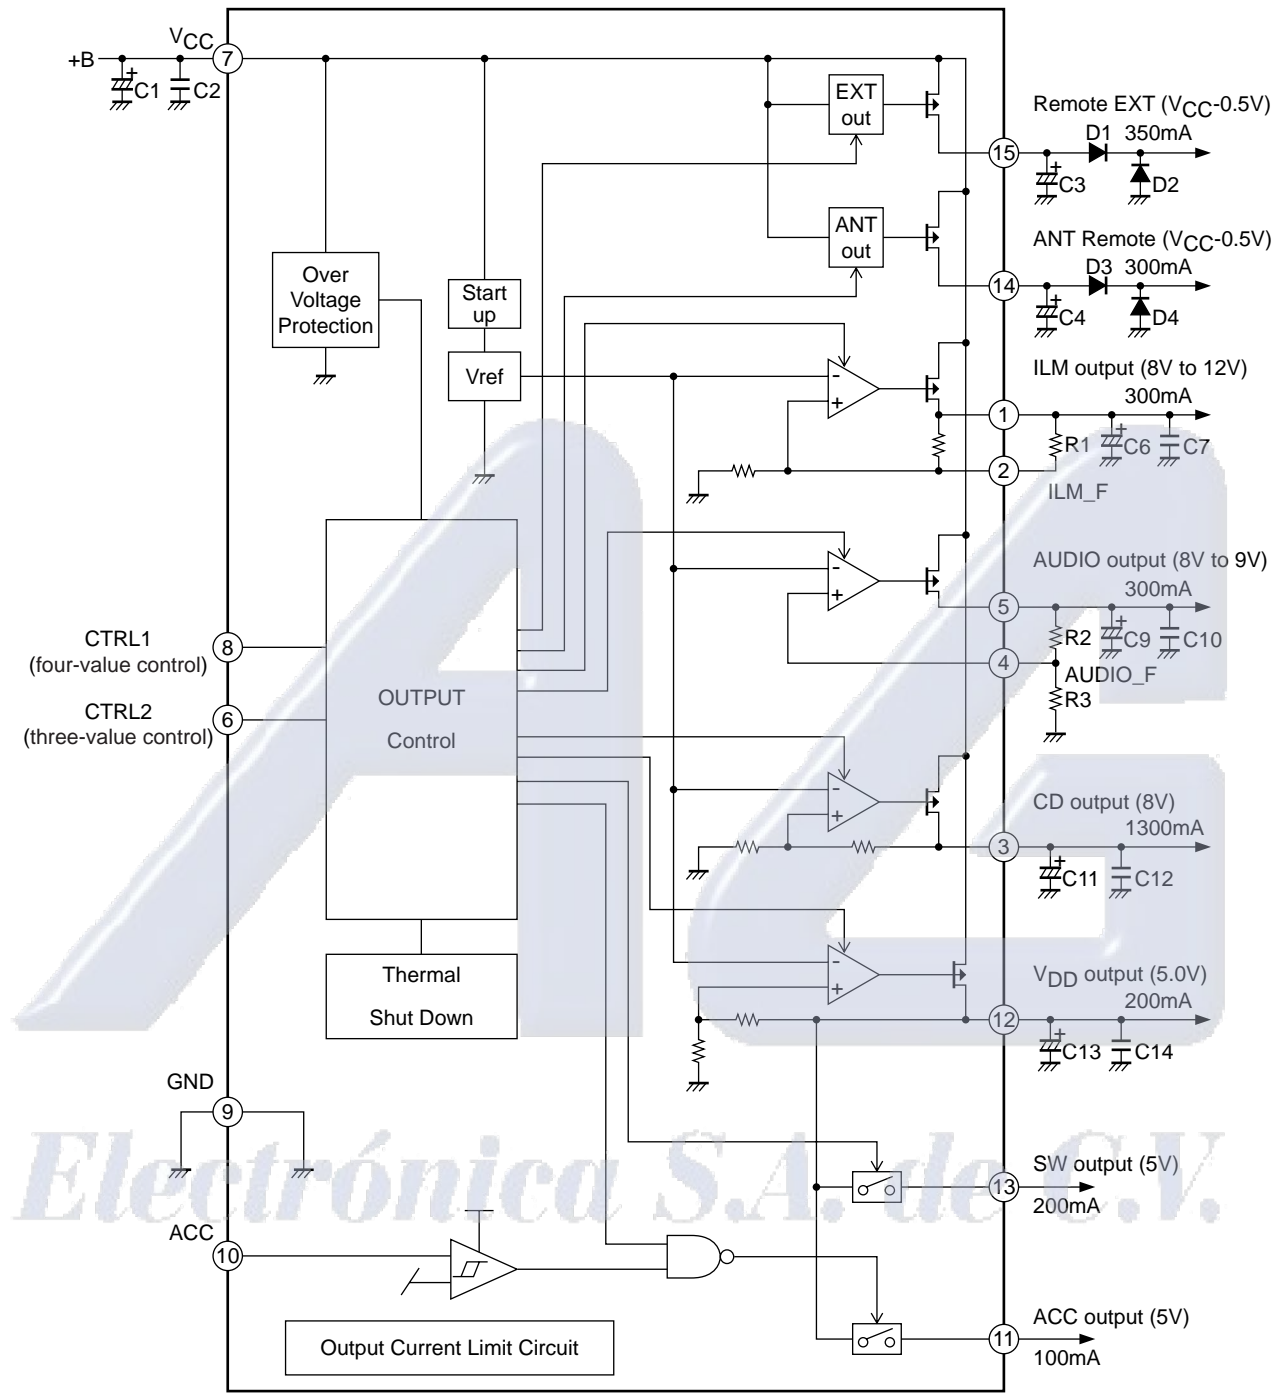 VCC
+B
7
C1
C2
EXT
out
Remote EXT (VCC-0.5V)
D1
350mA
15
C3
D2
ANT
out
ANT Remote (VCC-0.5V)
D3
300mA
14
C4
D4
Over
Voltage
Protection
Start
up
Vref
ILM output (8V to 12V)
300mA
-
+
1
R1
+
C6
C7
2
ILM_F
AUDIO output (8V to 9V)
300mA
-
+
5
R2
+
C9
C10
4
AUDIO_F
R3
CTRL1
(four-value control)
8
CTRL2
(three-value control)
6
OUTPUT
Control
CD output (8V)
1300mA
-
+
3
+
C11
C12
Thermal
Shut Down
VDD output (5.0V)
200mA
-
+
12
+
C13
C14
GND
9
SW output (5V)
13
200mA
ACC
10
ACC output (5V)
11
100mA
Output Current Limit Circuit
Electrónica S.A. de C.V.